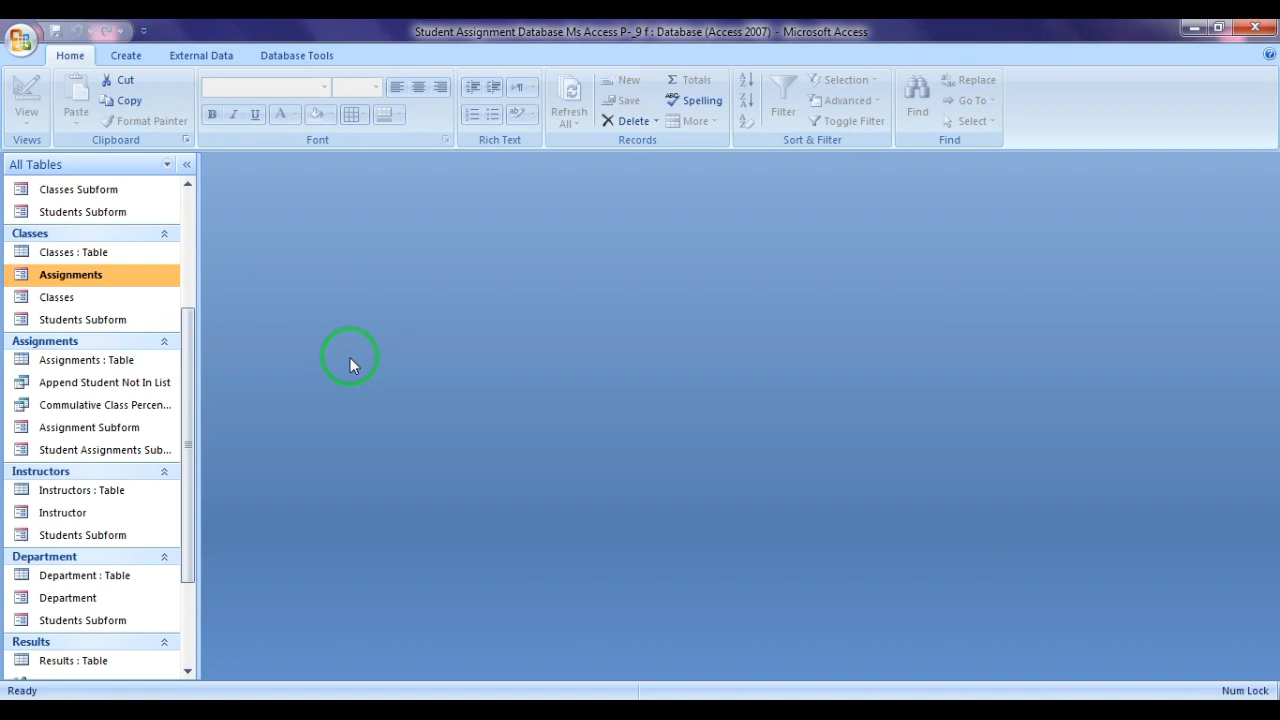 Student Assignment Database Ms Access P-_9 f : Database (Access 2007) - Microsoft Access
Home Create External Data Database Tools
View
Views
Paste
Cut
Copy
Format Painter
Clipboard
B I U A
Font
Rich Text
Refresh All
New
Save
Delete
Totals
Spelling
More
Records
Filter
Selection
Advanced
Toggle Filter
Sort & Filter
Find
Replace
Go To
Select
Find
All Tables
Classes Subform
Students Subform
Classes
Classes : Table
Assignments
Classes
Students Subform
Assignments
Assignments : Table
Append Student Not In List
Commulative Class Percen...
Assignment Subform
Student Assignments Sub...
Instructors
Instructors : Table
Instructor
Students Subform
Department
Department : Table
Department
Students Subform
Results
Results : Table
Ready
Num Lock